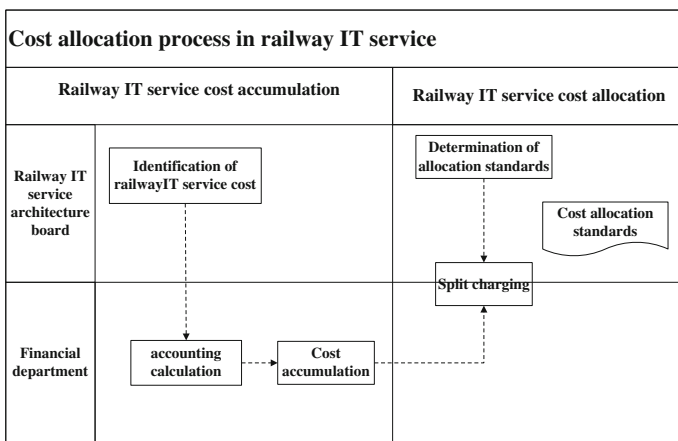 Cost allocation process in railway IT service
Railway IT service cost accumulation
Railway IT service cost allocation
Railway IT
service
architecture
board
Identification of
railwayIT service cost
Determination of
allocation standards
Cost allocation
standards
Split charging
Financial
department
accounting
calculation
Cost
accumulation